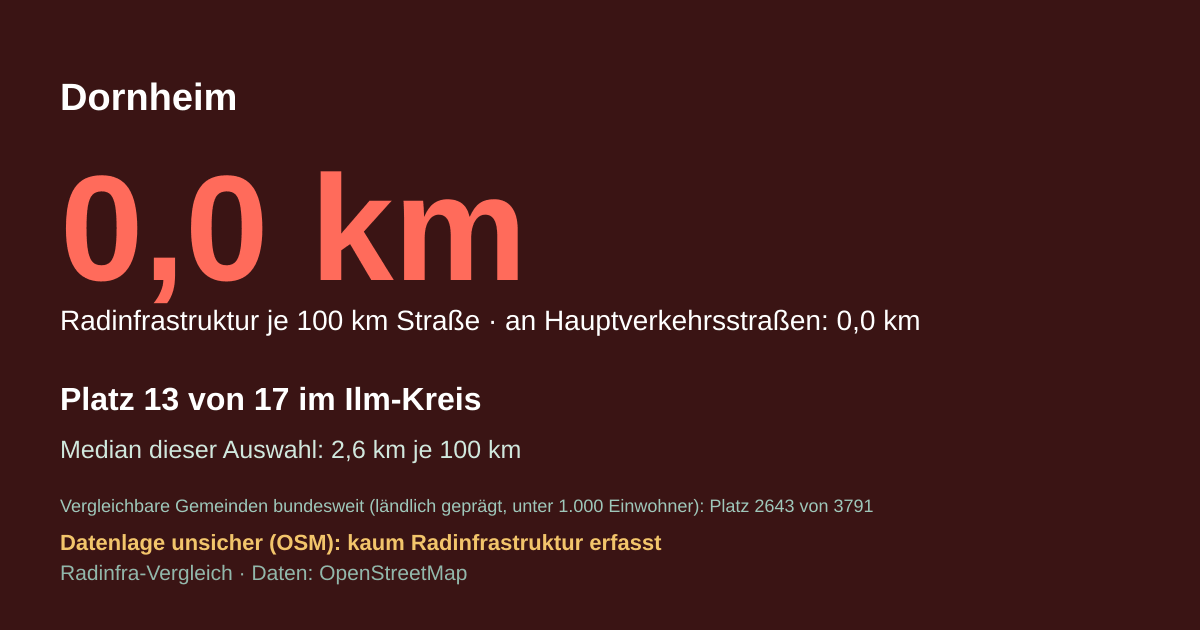 Dornheim
0,0 km
Radinfrastruktur je 100 km Straße · an Hauptverkehrsstraßen: 0,0 km
Platz 13 von 17 im Ilm-Kreis
Median dieser Auswahl: 2,6 km je 100 km
Vergleichbare Gemeinden bundesweit (ländlich geprägt, unter 1.000 Einwohner): Platz 2643 von 3791
Datenlage unsicher (OSM): kaum Radinfrastruktur erfasst
Radinfra-Vergleich · Daten: OpenStreetMap